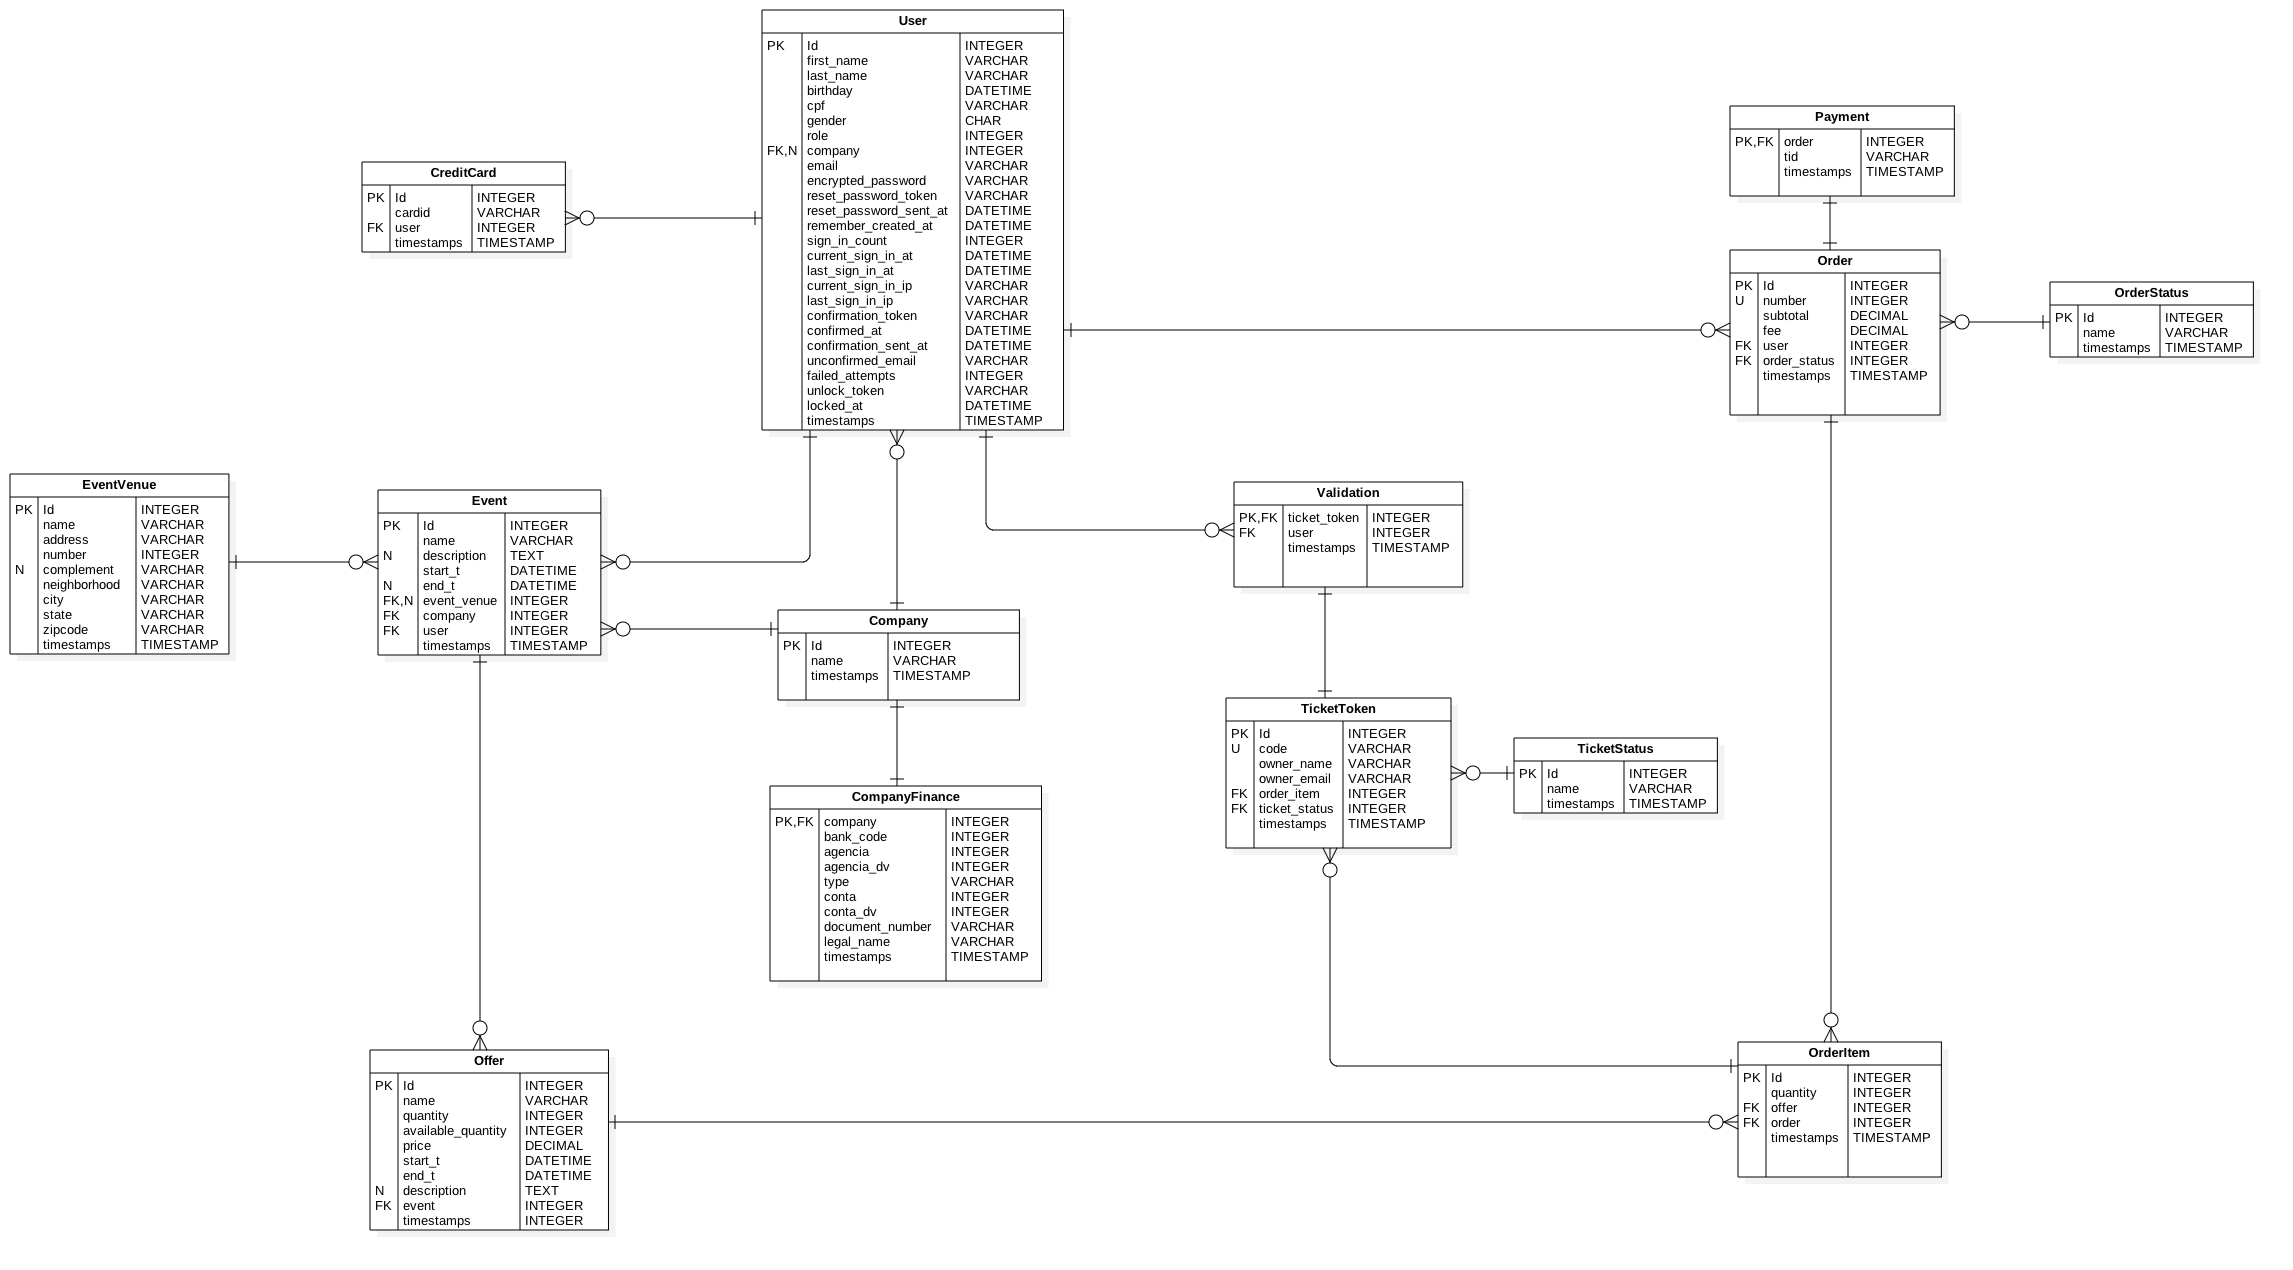 User
PK Id INTEGER
first_name VARCHAR
last_name VARCHAR
birthday DATETIME
cpf VARCHAR
gender CHAR
role INTEGER
FK,N company INTEGER
email VARCHAR
encrypted_password VARCHAR
reset_password_token VARCHAR
reset_password_sent_at DATETIME
remember_created_at DATETIME
sign_in_count INTEGER
current_sign_in_at DATETIME
last_sign_in_at DATETIME
current_sign_in_ip VARCHAR
last_sign_in_ip VARCHAR
confirmation_token VARCHAR
confirmed_at DATETIME
confirmation_sent_at DATETIME
unconfirmed_email VARCHAR
failed_attempts INTEGER
unlock_token VARCHAR
locked_at DATETIME
timestamps TIMESTAMP
Payment
PK,FK order INTEGER
tid VARCHAR
timestamps TIMESTAMP
CreditCard
PK Id INTEGER
cardid VARCHAR
FK user INTEGER
timestamps TIMESTAMP
Order
PK Id INTEGER
U number INTEGER
subtotal DECIMAL
fee DECIMAL
FK user INTEGER
FK order_status INTEGER
timestamps TIMESTAMP
OrderStatus
PK Id INTEGER
name VARCHAR
timestamps TIMESTAMP
EventVenue
PK Id INTEGER
name VARCHAR
address VARCHAR
number INTEGER
N complement VARCHAR
neighborhood VARCHAR
city VARCHAR
state VARCHAR
zipcode VARCHAR
timestamps TIMESTAMP
Event
PK Id INTEGER
name VARCHAR
N description TEXT
start_t DATETIME
N end_t DATETIME
FK,N event_venue INTEGER
FK company INTEGER
FK user INTEGER
timestamps TIMESTAMP
Validation
PK,FK ticket_token INTEGER
FK user INTEGER
timestamps TIMESTAMP
Company
PK Id INTEGER
name VARCHAR
timestamps TIMESTAMP
TicketToken
PK Id INTEGER
U code VARCHAR
owner_name VARCHAR
owner_email VARCHAR
FK order_item INTEGER
FK ticket_status INTEGER
timestamps TIMESTAMP
TicketStatus
PK Id INTEGER
name VARCHAR
timestamps TIMESTAMP
CompanyFinance
PK,FK company INTEGER
bank_code INTEGER
agencia INTEGER
agencia_dv INTEGER
type VARCHAR
conta INTEGER
conta_dv INTEGER
document_number VARCHAR
legal_name VARCHAR
timestamps TIMESTAMP
Offer
PK Id INTEGER
name VARCHAR
quantity INTEGER
available_quantity INTEGER
price DECIMAL
start_t DATETIME
end_t DATETIME
N description TEXT
FK event INTEGER
timestamps INTEGER
OrderItem
PK Id INTEGER
quantity INTEGER
FK offer INTEGER
FK order INTEGER
timestamps TIMESTAMP